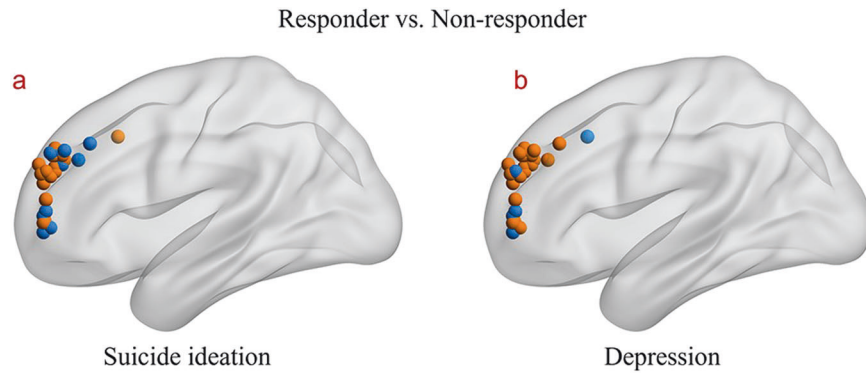 Responder vs. Non-responder
a
b
Suicide ideation
Depression